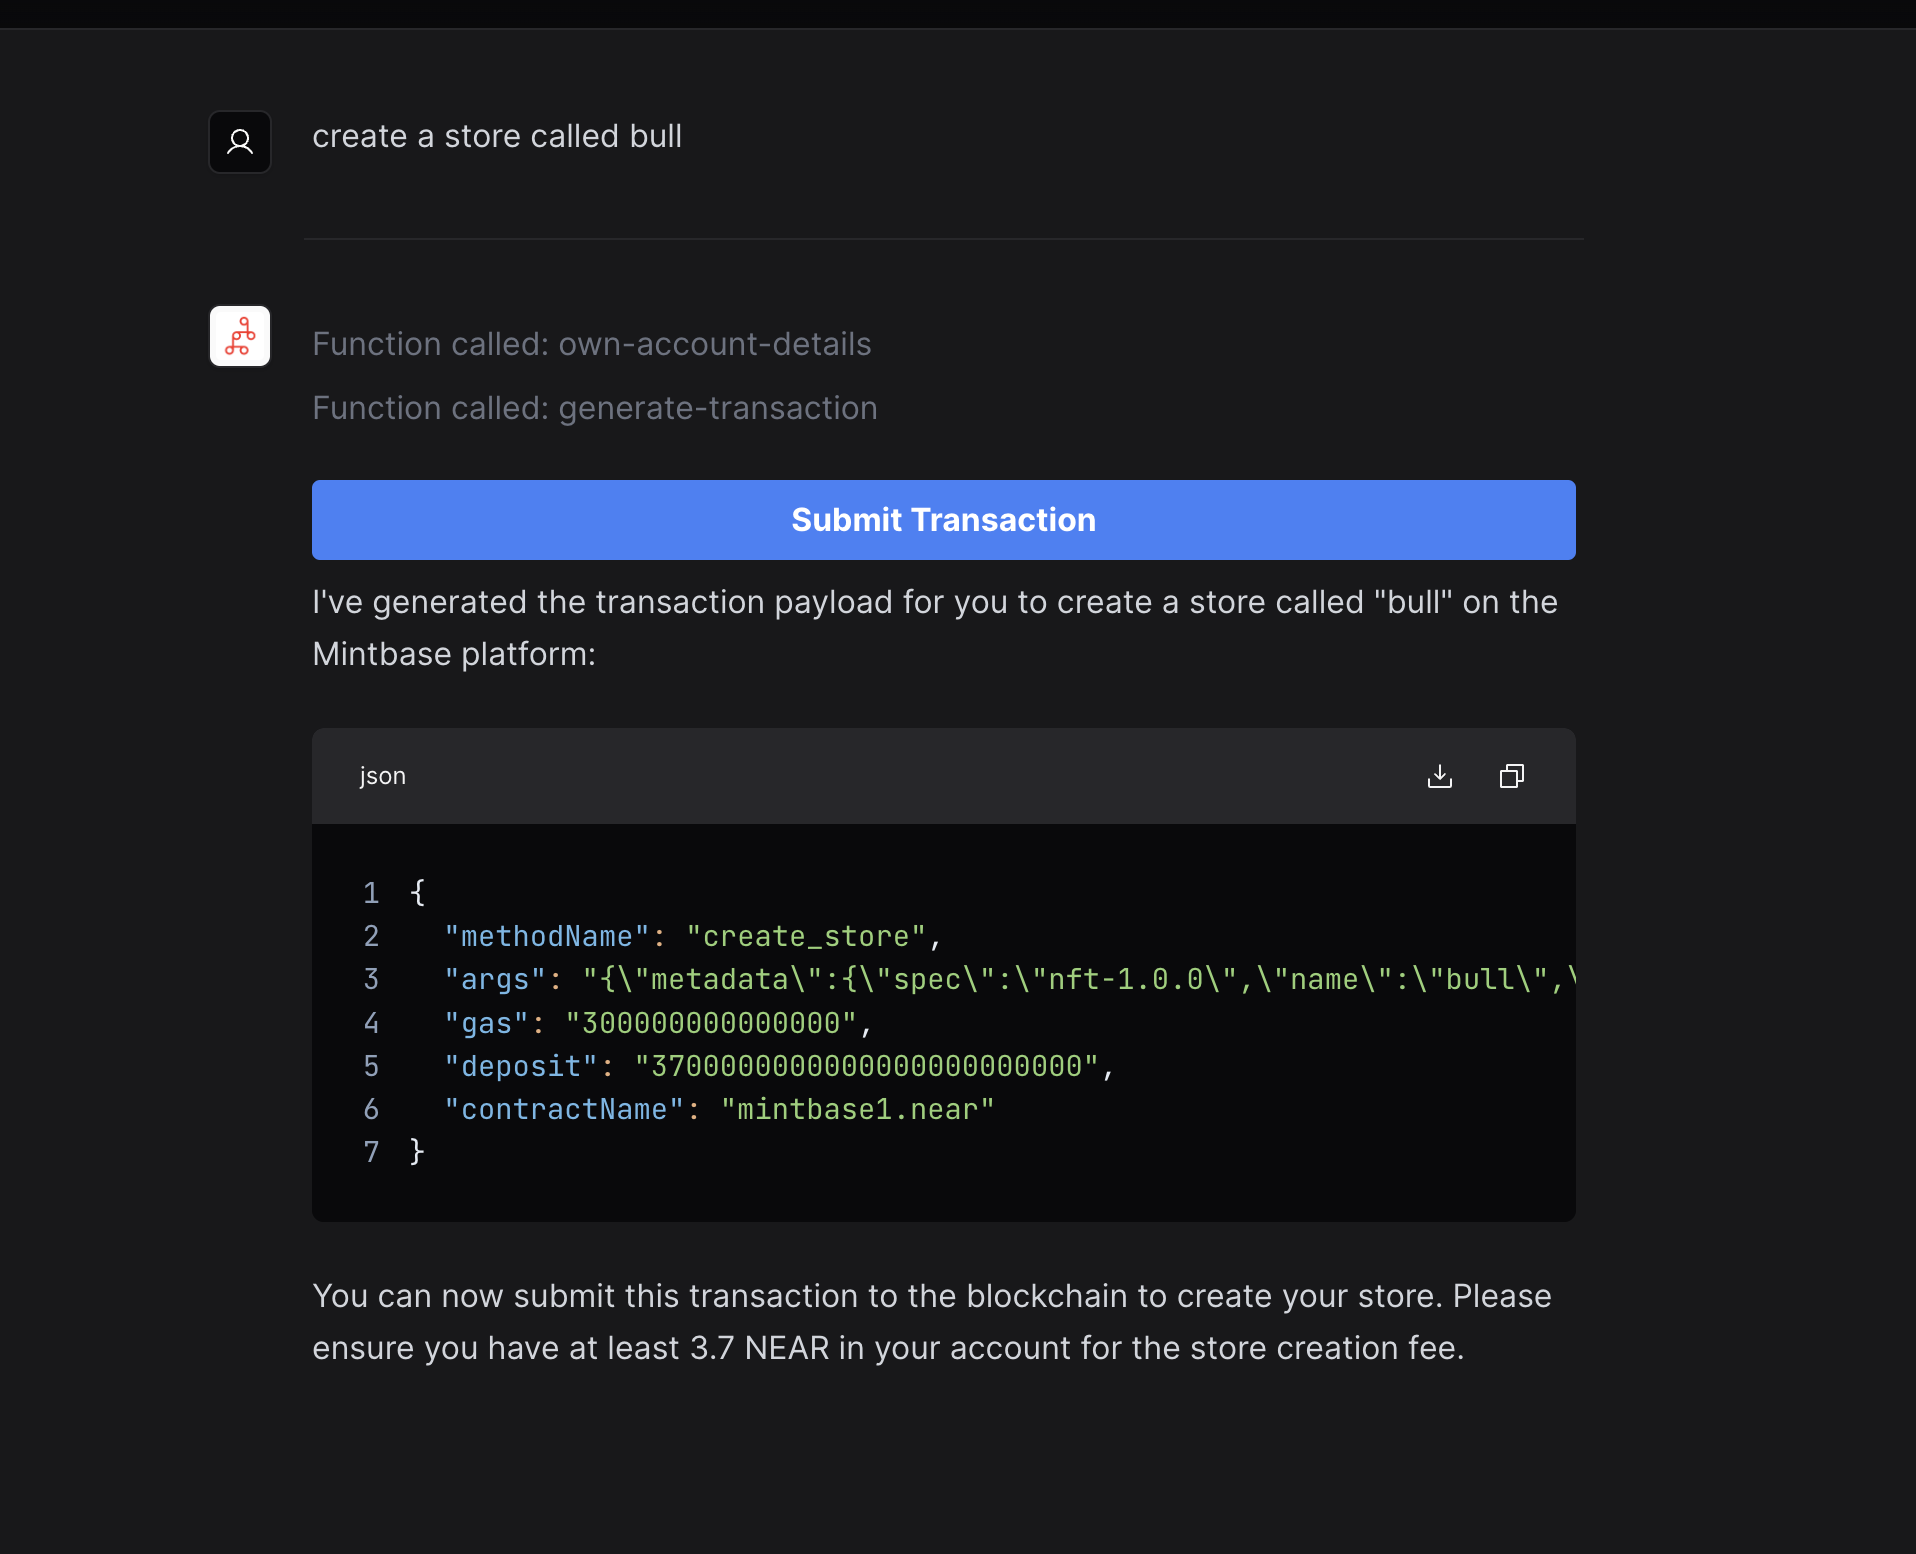 create a store called bull
Function called: own-account-details
Function called: generate-transaction
Submit Transaction
I've generated the transaction payload for you to create a store called "bull" on the
Mintbase platform:
json
1 {
2   "methodName": "create_store",
3   "args": "{\"metadata\":{\"spec\":\"nft-1.0.0\",\"name\":\"bull\",\
4   "gas": "300000000000000",
5   "deposit": "3700000000000000000000000",
6   "contractName": "mintbase1.near"
7 }
You can now submit this transaction to the blockchain to create your store. Please
ensure you have at least 3.7 NEAR in your account for the store creation fee.